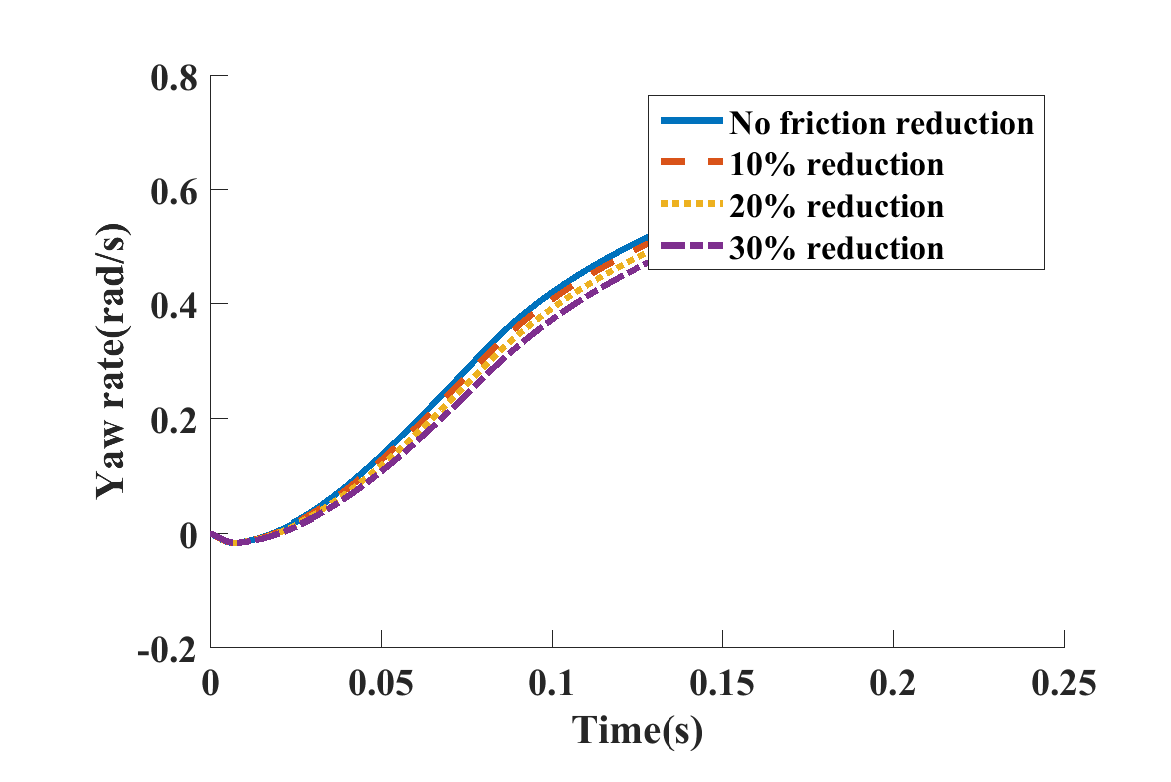 0.8
0.6
0.4
0.2
0
-0.2
Yaw rate(rad/s)
No friction reduction
10% reduction
20% reduction
30% reduction
0 0.05 0.1 0.15 0.2 0.25
Time(s)